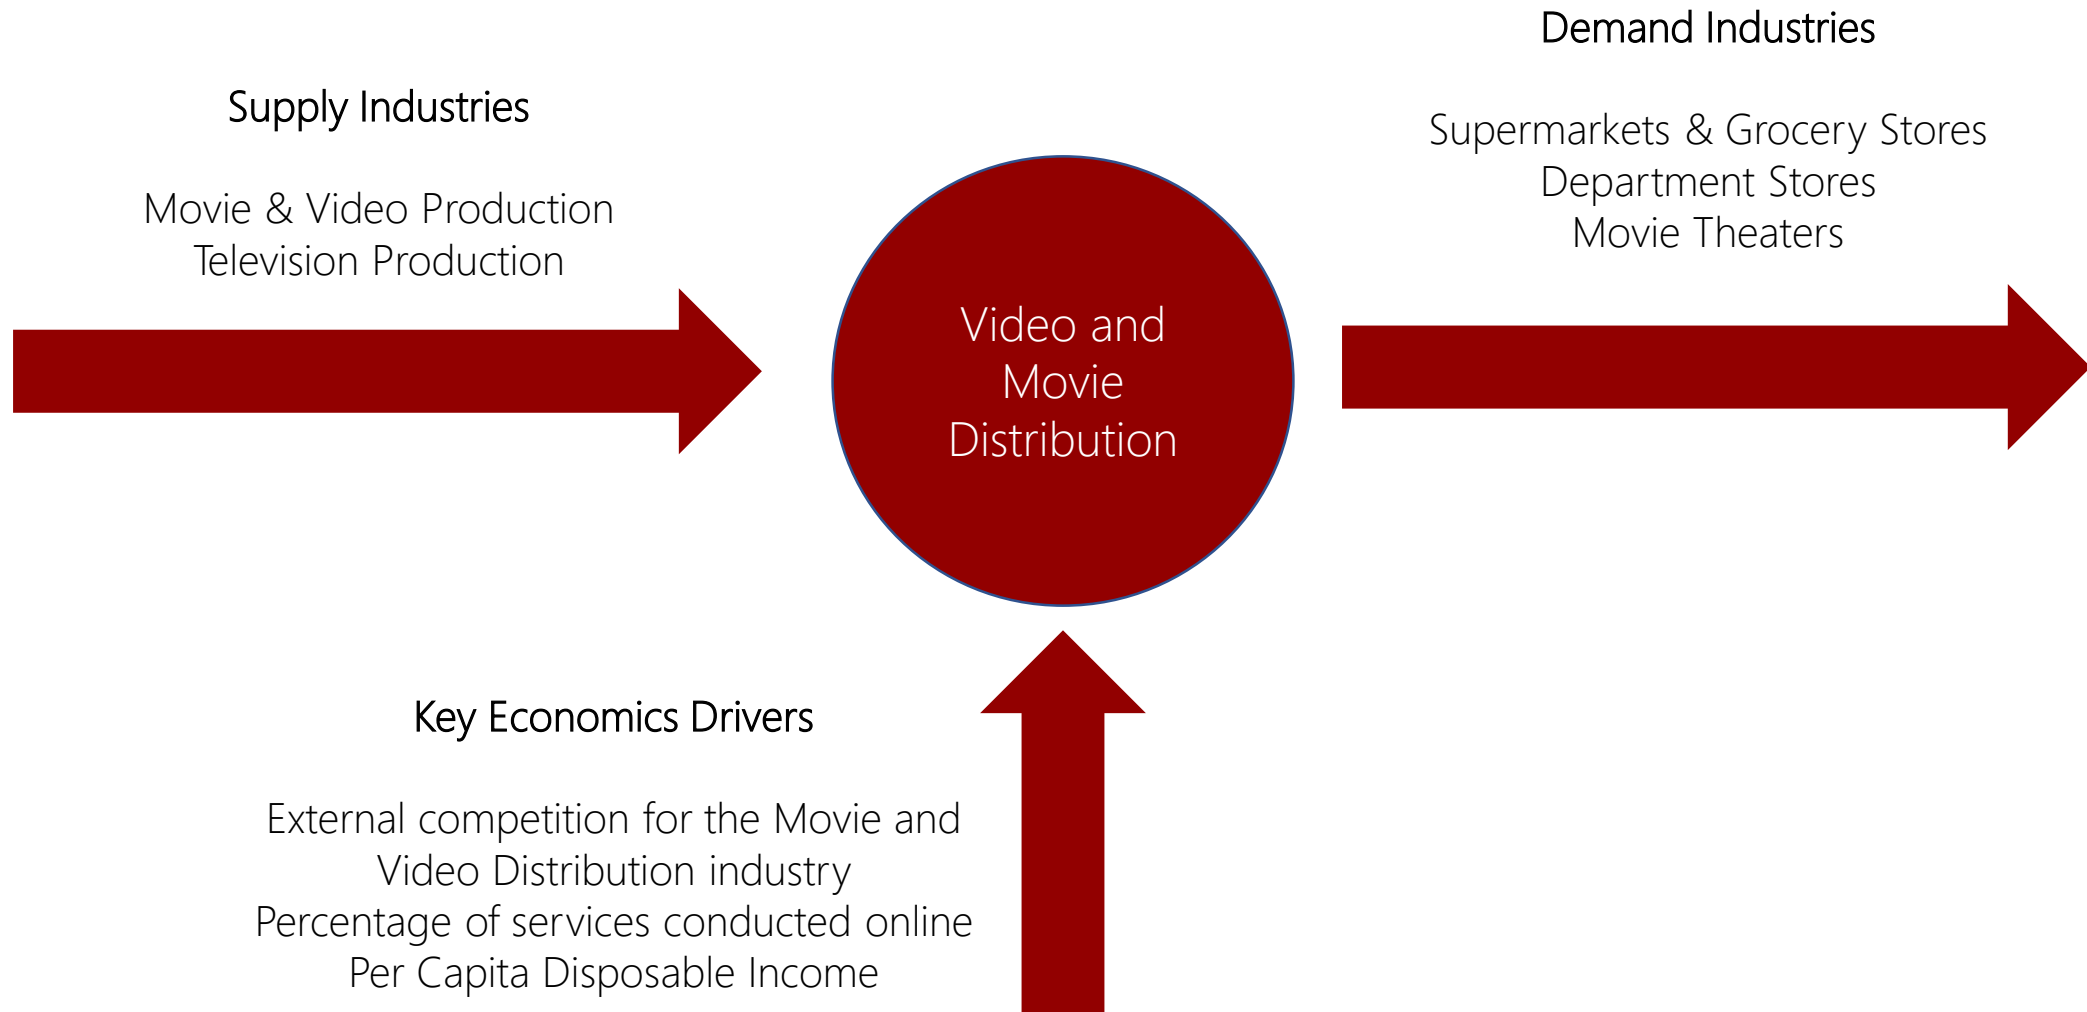 Supply Industries
Movie & Video Production
Television Production
Video and
Movie
Distribution
Demand Industries
Supermarkets & Grocery Stores
Department Stores
Movie Theaters
Key Economics Drivers
External competition for the Movie and
Video Distribution industry
Percentage of services conducted online
Per Capita Disposable Income